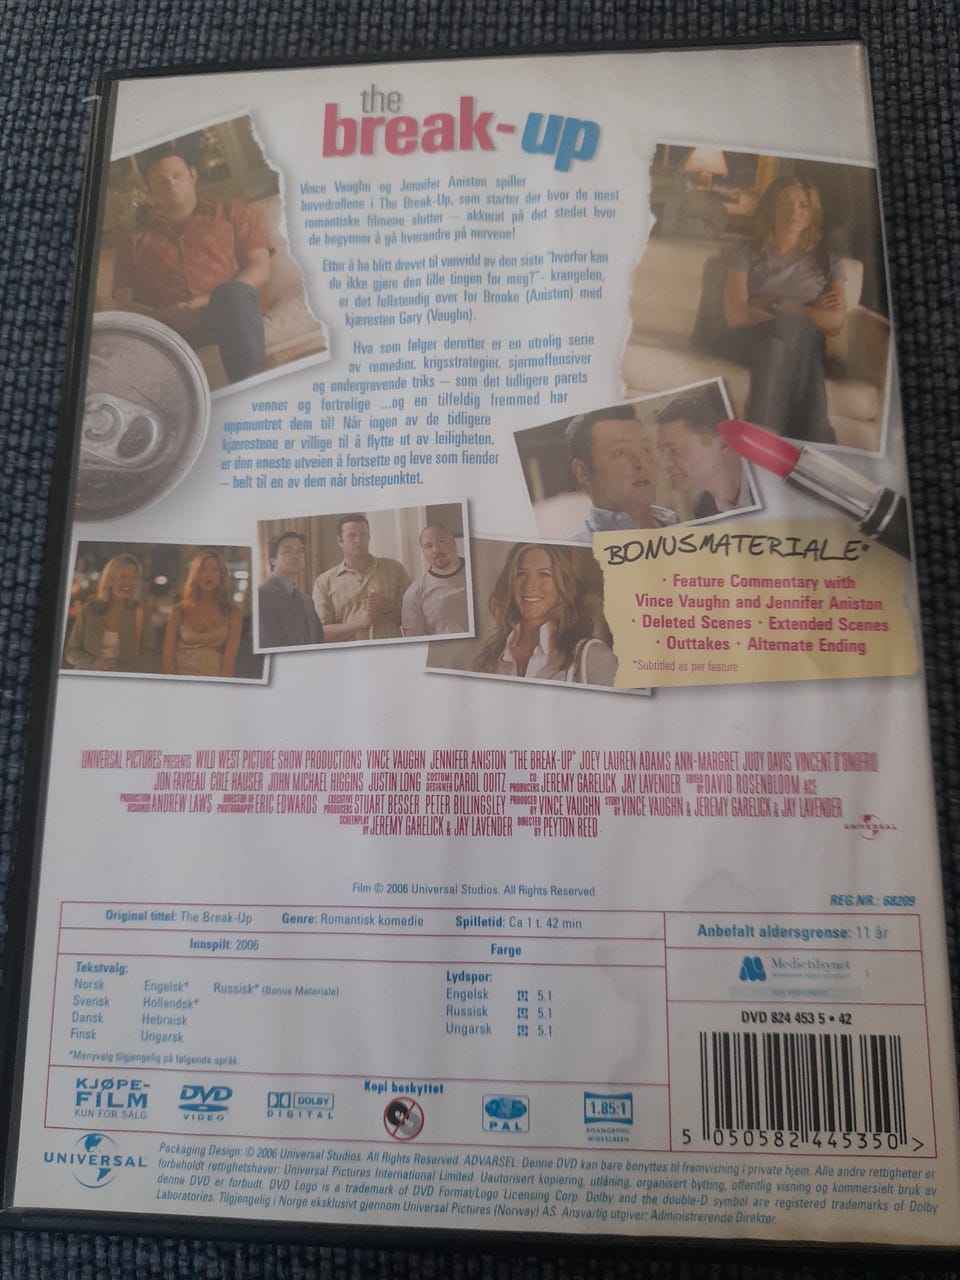 the
break-up
Vince Vaughn og Jennifer Aniston spiller
hovedrollene i The Break-Up, som starter der hvor de mest
romantiske filmene slutter – akkurat på det stedet hvor
de begynner å gå hverandre på nervene!
Etter å ha blitt drevet til vanvidd av den siste "hvorfor kan
du ikke gjøre den lille tingen for meg?"- krangelen,
er det fullstendig over for Brooke (Aniston) med
kjæresten Gary (Vaughn).
Hva som følger deretter er en utrolig serie
av remedier, krigsstrategier, sjarmoffensiver
og undergravende triks – som det tidligere parets
venner og fortrolige ...og en tilfeldig fremmed har
oppmuntret dem til! Når ingen av de tidligere
kjærestene er villige til å flytte ut av leiligheten,
er den eneste utveien å fortsette og leve som fiender
– helt til en av dem når bristepunktet.
BONUSMATERIALE*
· Feature Commentary with
Vince Vaughn and Jennifer Aniston
· Deleted Scenes · Extended Scenes
· Outtakes · Alternate Ending
*Subtitled as per feature
UNIVERSAL PICTURES PRESENTS WILD WEST PICTURE SHOW PRODUCTIONS VINCE VAUGHN JENNIFER ANISTON "THE BREAK-UP" JOEY LAUREN ADAMS ANN-MARGRET JUDY DAVIS VINCENT D'ONOFRIO
JON FAVREAU COLE HAUSER JOHN MICHAEL HIGGINS JUSTIN LONG COSTUME DESIGNER CAROL ODITZ CO-PRODUCERS JEREMY GARELICK JAY LAVENDER EDITED BY DAVID ROSENBLOOM ACE
PRODUCTION DESIGNER ANDREW LAWS DIRECTOR OF PHOTOGRAPHY ERIC EDWARDS EXECUTIVE PRODUCERS STUART BESSER PETER BILLINGSLEY PRODUCED BY VINCE VAUGHN STORY BY VINCE VAUGHN & JEREMY GARELICK & JAY LAVENDER
SCREENPLAY BY JEREMY GARELICK & JAY LAVENDER DIRECTED BY PEYTON REED
UNIVERSAL
Film © 2006 Universal Studios. All Rights Reserved.
REG.NR.: 68209
Original tittel: The Break-Up Genre: Romantisk komedie Spilletid: Ca 1 t. 42 min
Anbefalt aldersgrense: 11 år
Innspilt: 2006 Farge
Medietilsynet
Tekstvalg:
Norsk Engelsk* Russisk* (Bonus Materiale)
Svensk Hollandsk*
Dansk Hebraisk
Finsk Ungarsk
*Menyvalg tilgjengelig på følgende språk.
Lydspor:
Engelsk 5.1
Russisk 5.1
Ungarsk 5.1
DVD 824 453 5 • 42
KJØPE-
FILM
KUN FOR SALG
DVD
VIDEO
DOLBY
DIGITAL
Kopi beskyttet
2 5
PAL
1.85:1
ANAMORPHIC
WIDESCREEN
5 050582 445350 >
UNIVERSAL
Packaging Design: © 2006 Universal Studios. All Rights Reserved. ADVARSEL: Denne DVD kan bare benyttes til fremvisning i private hjem. Alle andre rettigheter er
forbeholdt rettighetshaver: Universal Pictures International Limited. Uautorisert kopiering, utlåning, organisert bytting, offentlig visning og kommersielt bruk av
denne DVD er forbudt. DVD Logo is a trademark of DVD Format/Logo Licensing Corp. Dolby and the double-D symbol are registered trademarks of Dolby
Laboratories. Tilgjengelig i Norge eksklusivt gjennom Universal Pictures (Norway) AS. Ansvarlig utgiver: Administrerende Direktør.